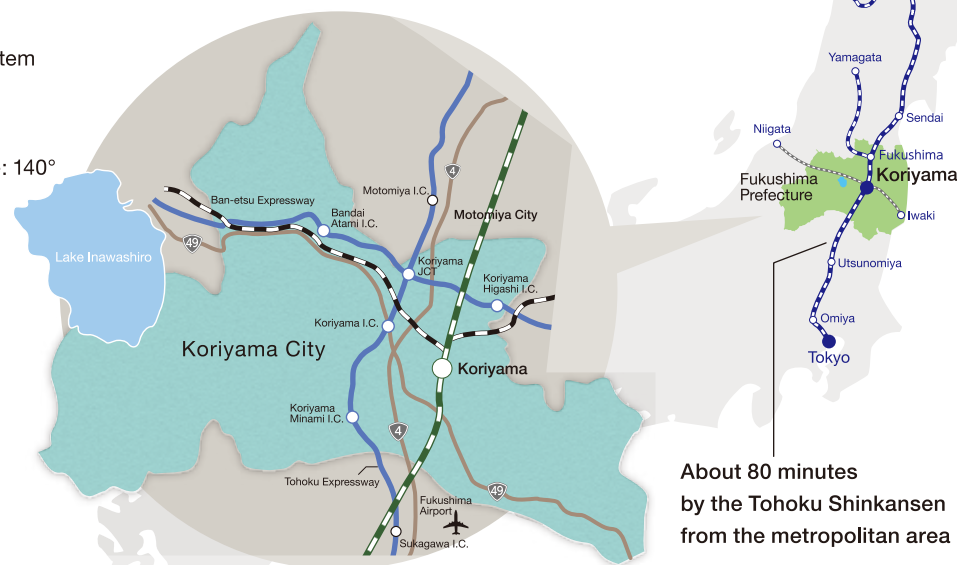 tem
: 140°
Lake Inawashiro
Ban-etsu Expressway
49
Bandai
Atami I.C.
Motomiya I.C.
4
Motomiya City
Koriyama
JCT
Koriyama
Higashi I.C.
Koriyama I.C.
Koriyama City
Koriyama
Koriyama
Minami I.C.
4
Tohoku Expressway
49
Fukushima
Airport
Sukagawa I.C.
Yamagata
Sendai
Niigata
Fukushima
Koriyama
Fukushima
Prefecture
Iwaki
Utsunomiya
Omiya
Tokyo
About 80 minutes
by the Tohoku Shinkansen
from the metropolitan area